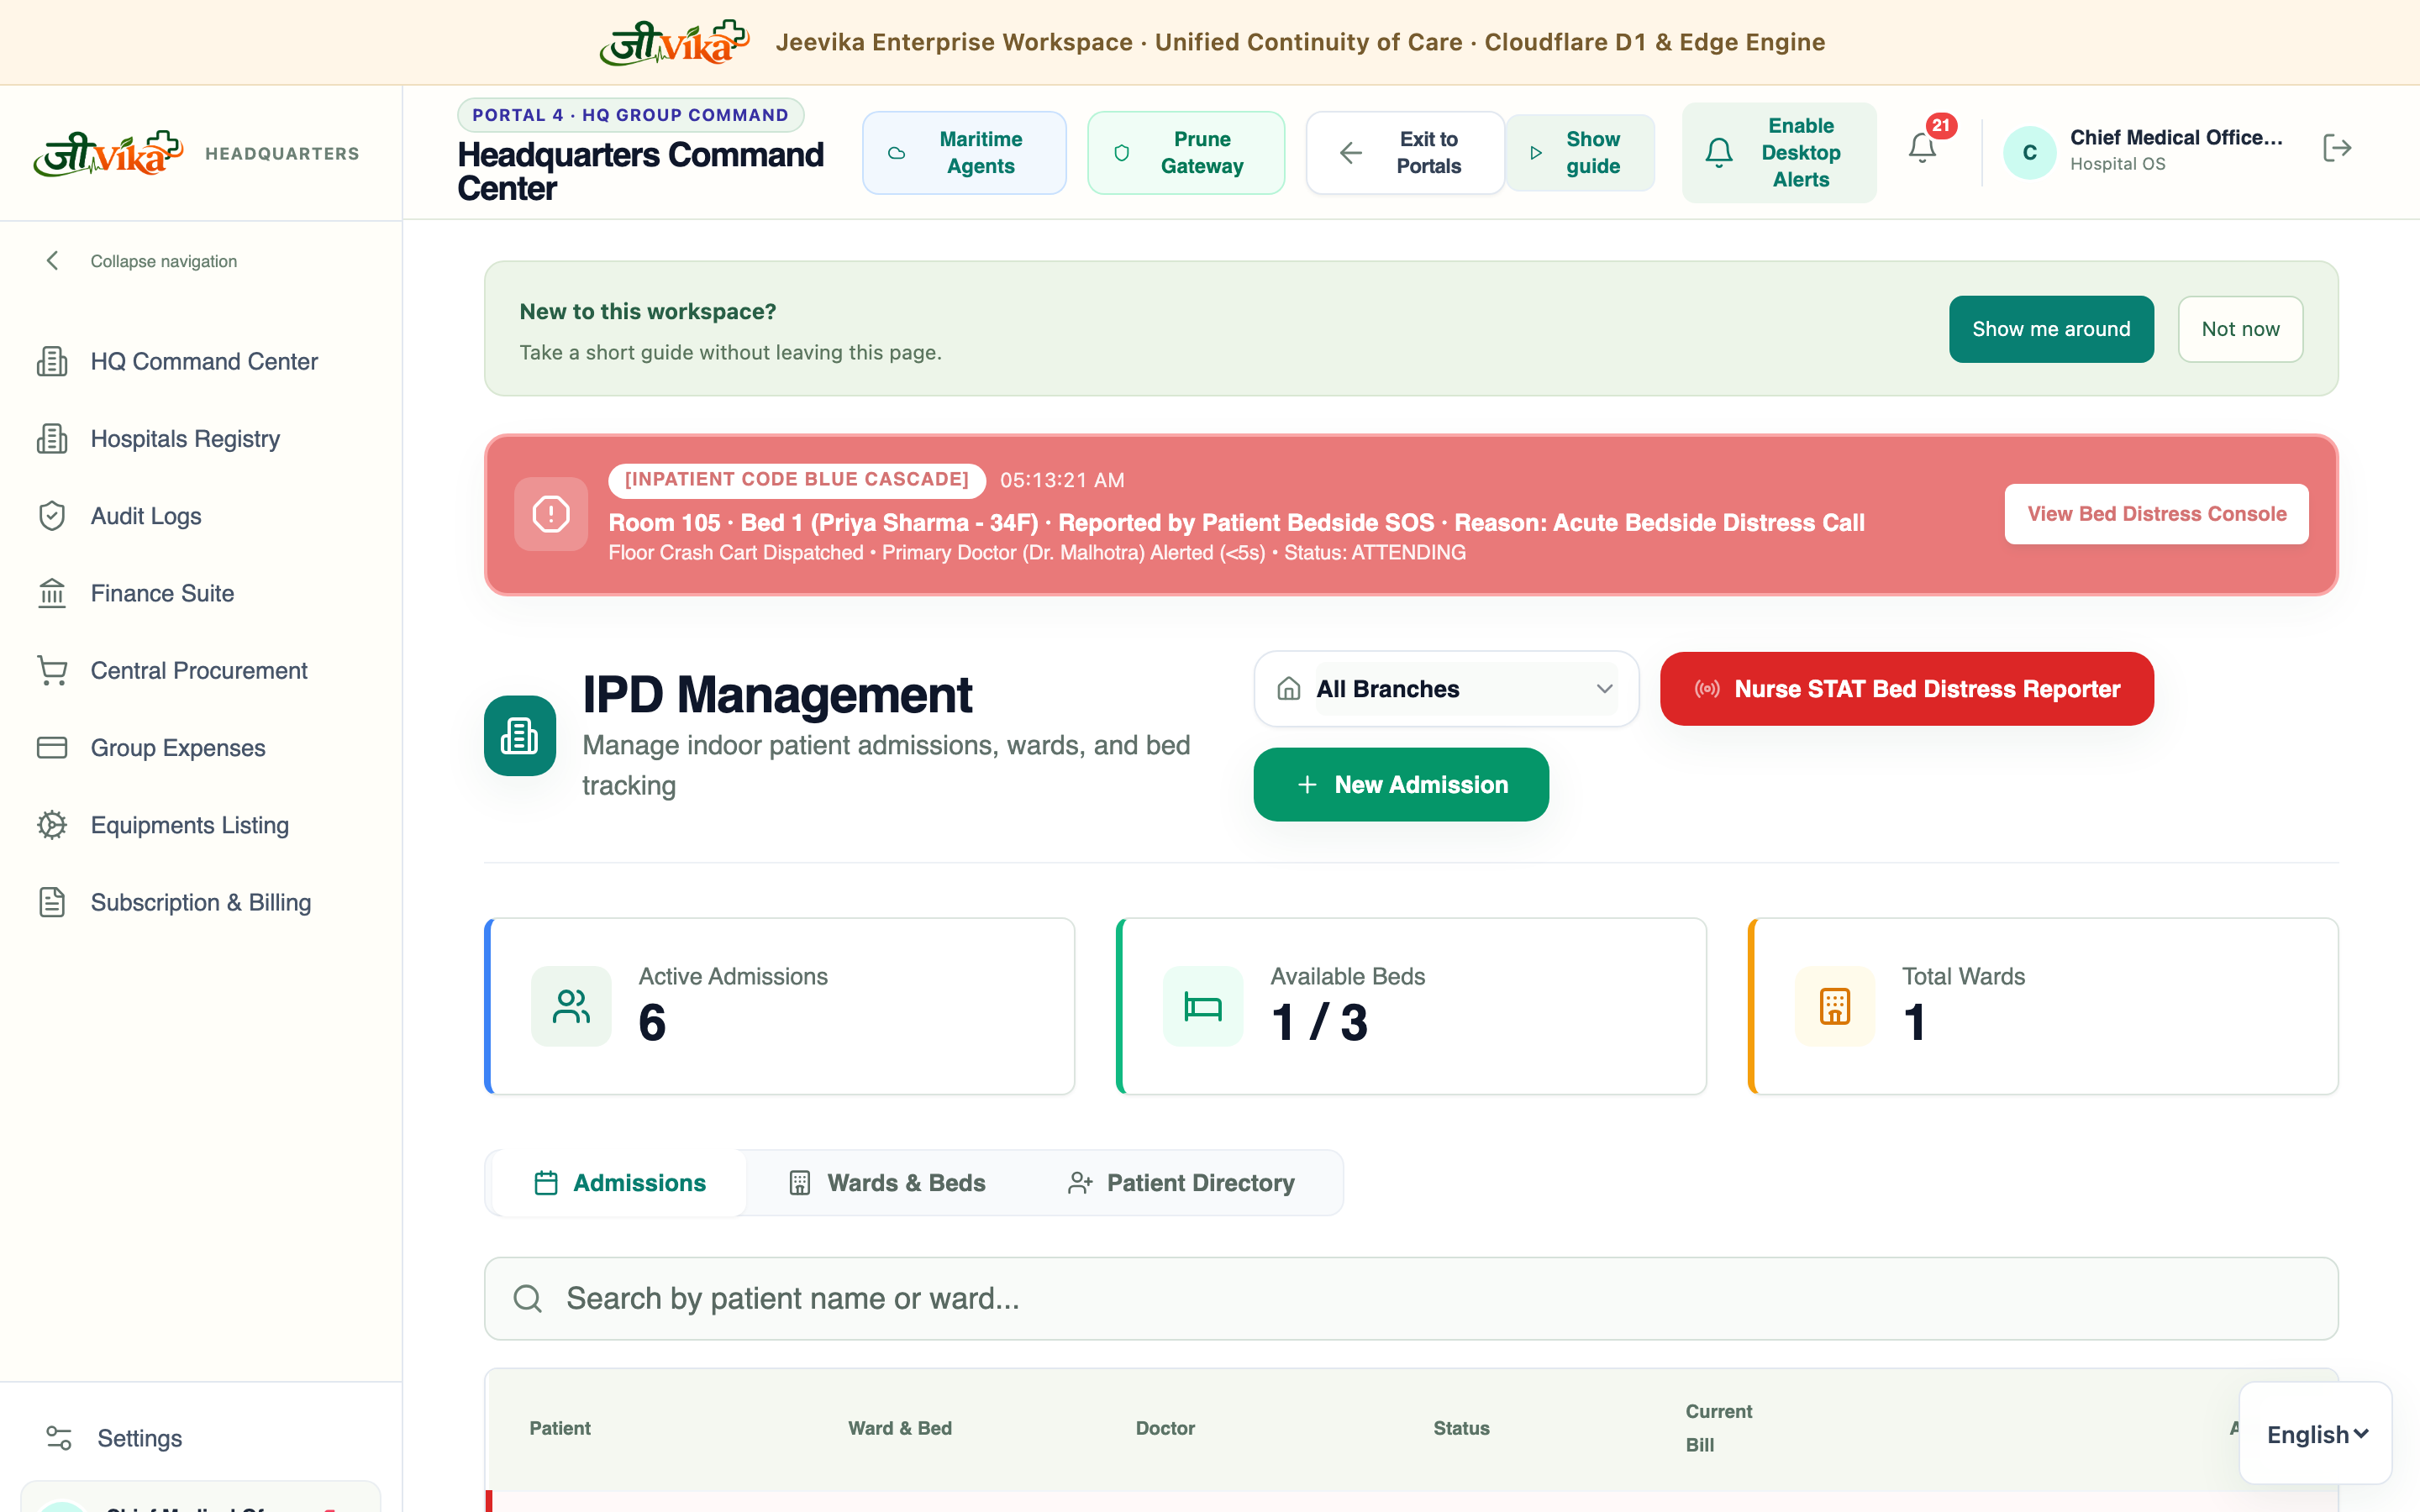 जीvika
Jeevika Enterprise Workspace · Unified Continuity of Care · Cloudflare D1 & Edge Engine
जीvika HEADQUARTERS
PORTAL 4 · HQ GROUP COMMAND
Headquarters Command
Center
Maritime
Agents
Prune
Gateway
Exit to
Portals
Show
guide
Enable
Desktop
Alerts
21
C
Chief Medical Office...
Hospital OS
Collapse navigation
HQ Command Center
Hospitals Registry
Audit Logs
Finance Suite
Central Procurement
Group Expenses
Equipments Listing
Subscription & Billing
Settings
New to this workspace?
Take a short guide without leaving this page.
Show me around
Not now
[INPATIENT CODE BLUE CASCADE] 05:13:21 AM
Room 105 · Bed 1 (Priya Sharma - 34F) · Reported by Patient Bedside SOS · Reason: Acute Bedside Distress Call
Floor Crash Cart Dispatched • Primary Doctor (Dr. Malhotra) Alerted (<5s) • Status: ATTENDING
View Bed Distress Console
IPD Management
Manage indoor patient admissions, wards, and bed
tracking
All Branches
Nurse STAT Bed Distress Reporter
New Admission
Active Admissions
6
Available Beds
1 / 3
Total Wards
1
Admissions
Wards & Beds
Patient Directory
Search by patient name or ward...
Patient
Ward & Bed
Doctor
Status
Current
Bill
English